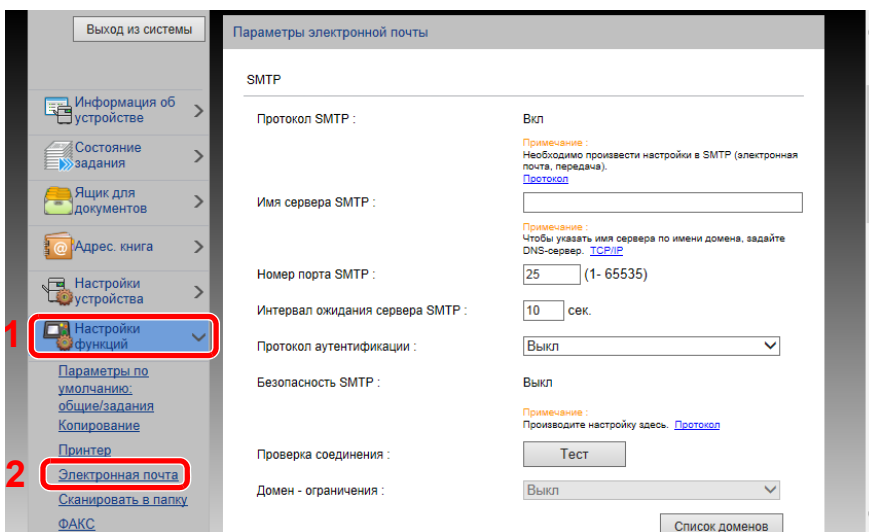 Выход из системы
Информация об
устройстве
Состояние
задания
Ящик для
документов
Адрес. книга
Настройки
устройства
1
Настройки
функций
Параметры по
умолчанию:
общие/задания
Копирование
Принтер
2
Электронная почта
Сканировать в папку
ФАКС
Параметры электронной почты
SMTP
Протокол SMTP : Вкл
Примечание :
Необходимо произвести настройки в SMTP (электронная
почта, передача).
Протокол
Имя сервера SMTP :
Примечание :
Чтобы указать имя сервера по имени домена, задайте
DNS-сервер. TCP/IP
Номер порта SMTP : 25 (1- 65535)
Интервал ожидания сервера SMTP : 10 сек.
Протокол аутентификации : Выкл
Безопасность SMTP : Выкл
Примечание :
Производите настройку здесь. Протокол
Проверка соединения : Тест
Домен - ограничения : Выкл
Список доменов